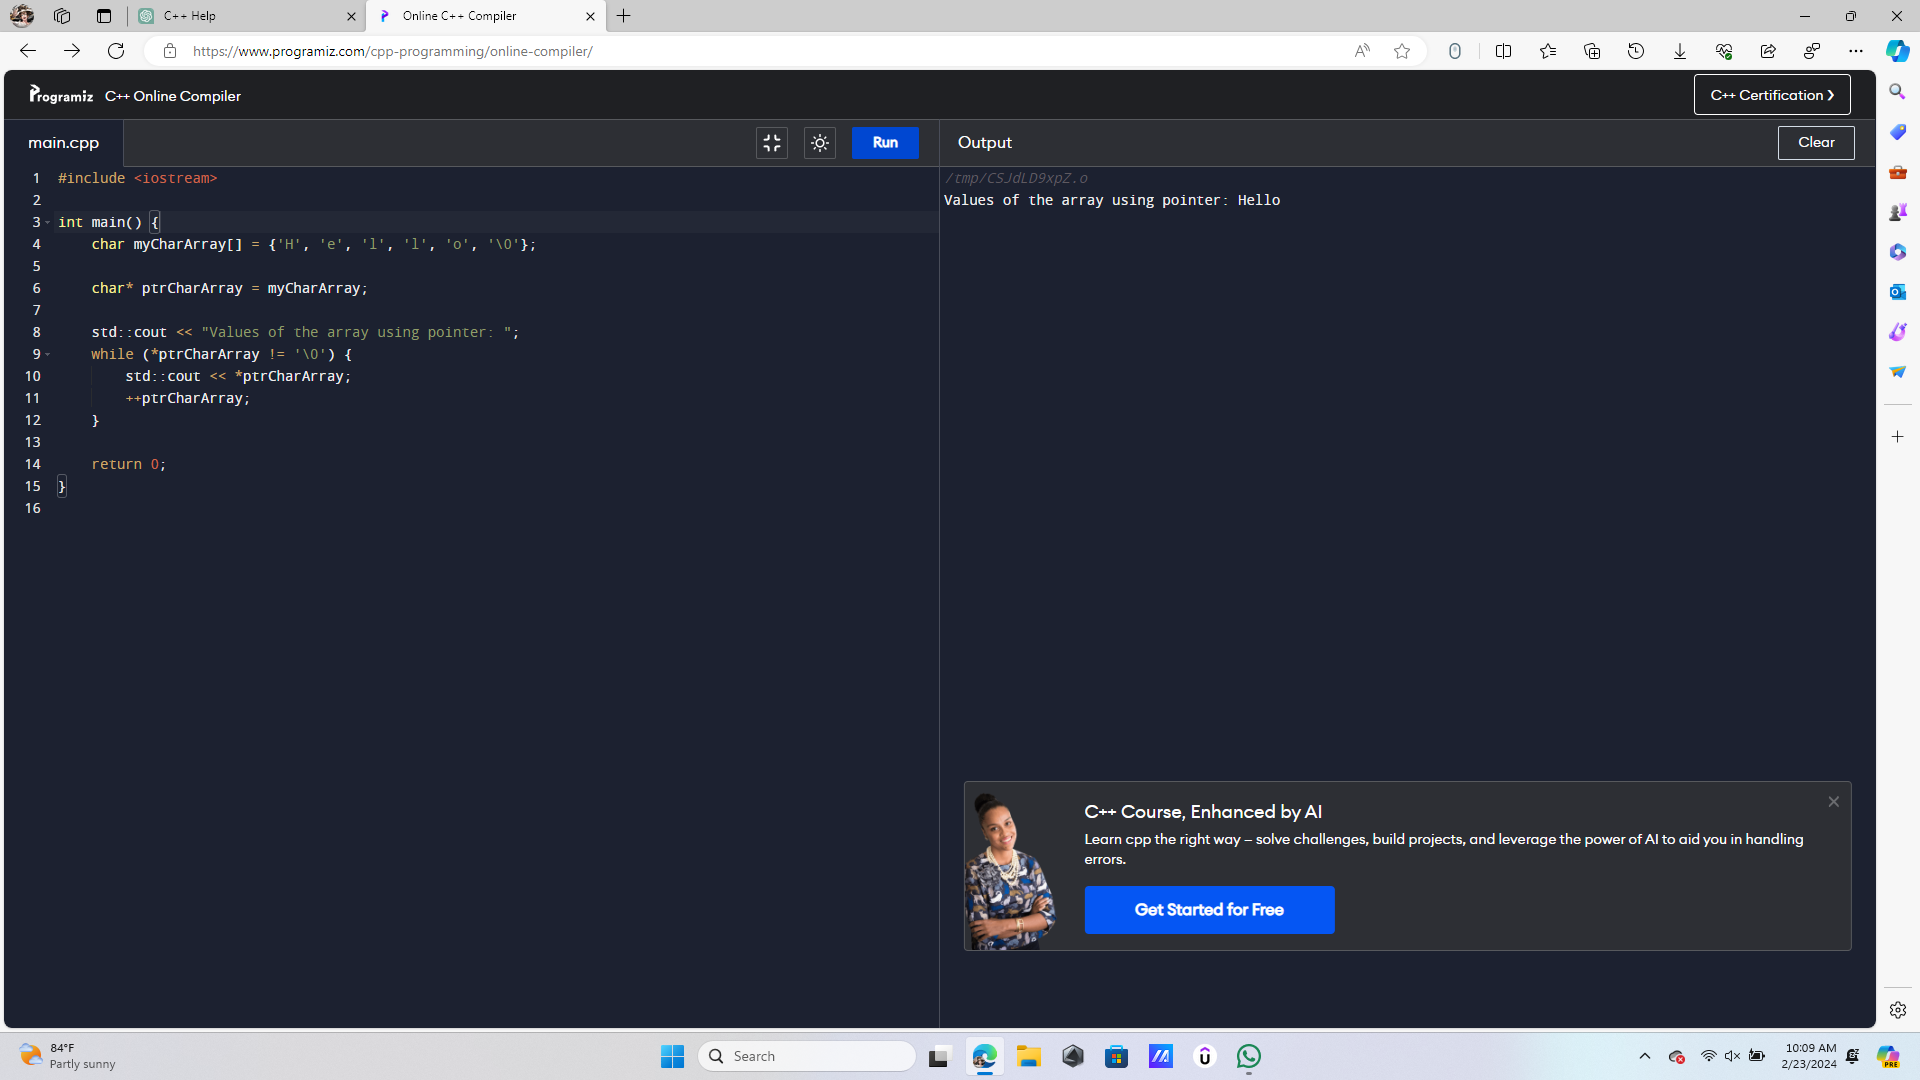 C++ Help
Online C++ Compiler
https://www.programiz.com/cpp-programming/online-compiler/
Programiz C++ Online Compiler
C++ Certification ❯
main.cpp
Run
Output
Clear
1 #include <iostream>
2
3 int main() {
4     char myCharArray[] = {'H', 'e', 'l', 'l', 'o', '\0'};
5
6     char* ptrCharArray = myCharArray;
7
8     std::cout << "Values of the array using pointer: ";
9     while (*ptrCharArray != '\0') {
10         std::cout << *ptrCharArray;
11         ++ptrCharArray;
12     }
13
14     return 0;
15 }
16
/tmp/CSJdLD9xpZ.o
Values of the array using pointer: Hello
C++ Course, Enhanced by AI
Learn cpp the right way – solve challenges, build projects, and leverage the power of AI to aid you in handling
errors.
Get Started for Free
84°F
Partly sunny
Search
10:09 AM
2/23/2024
PRE